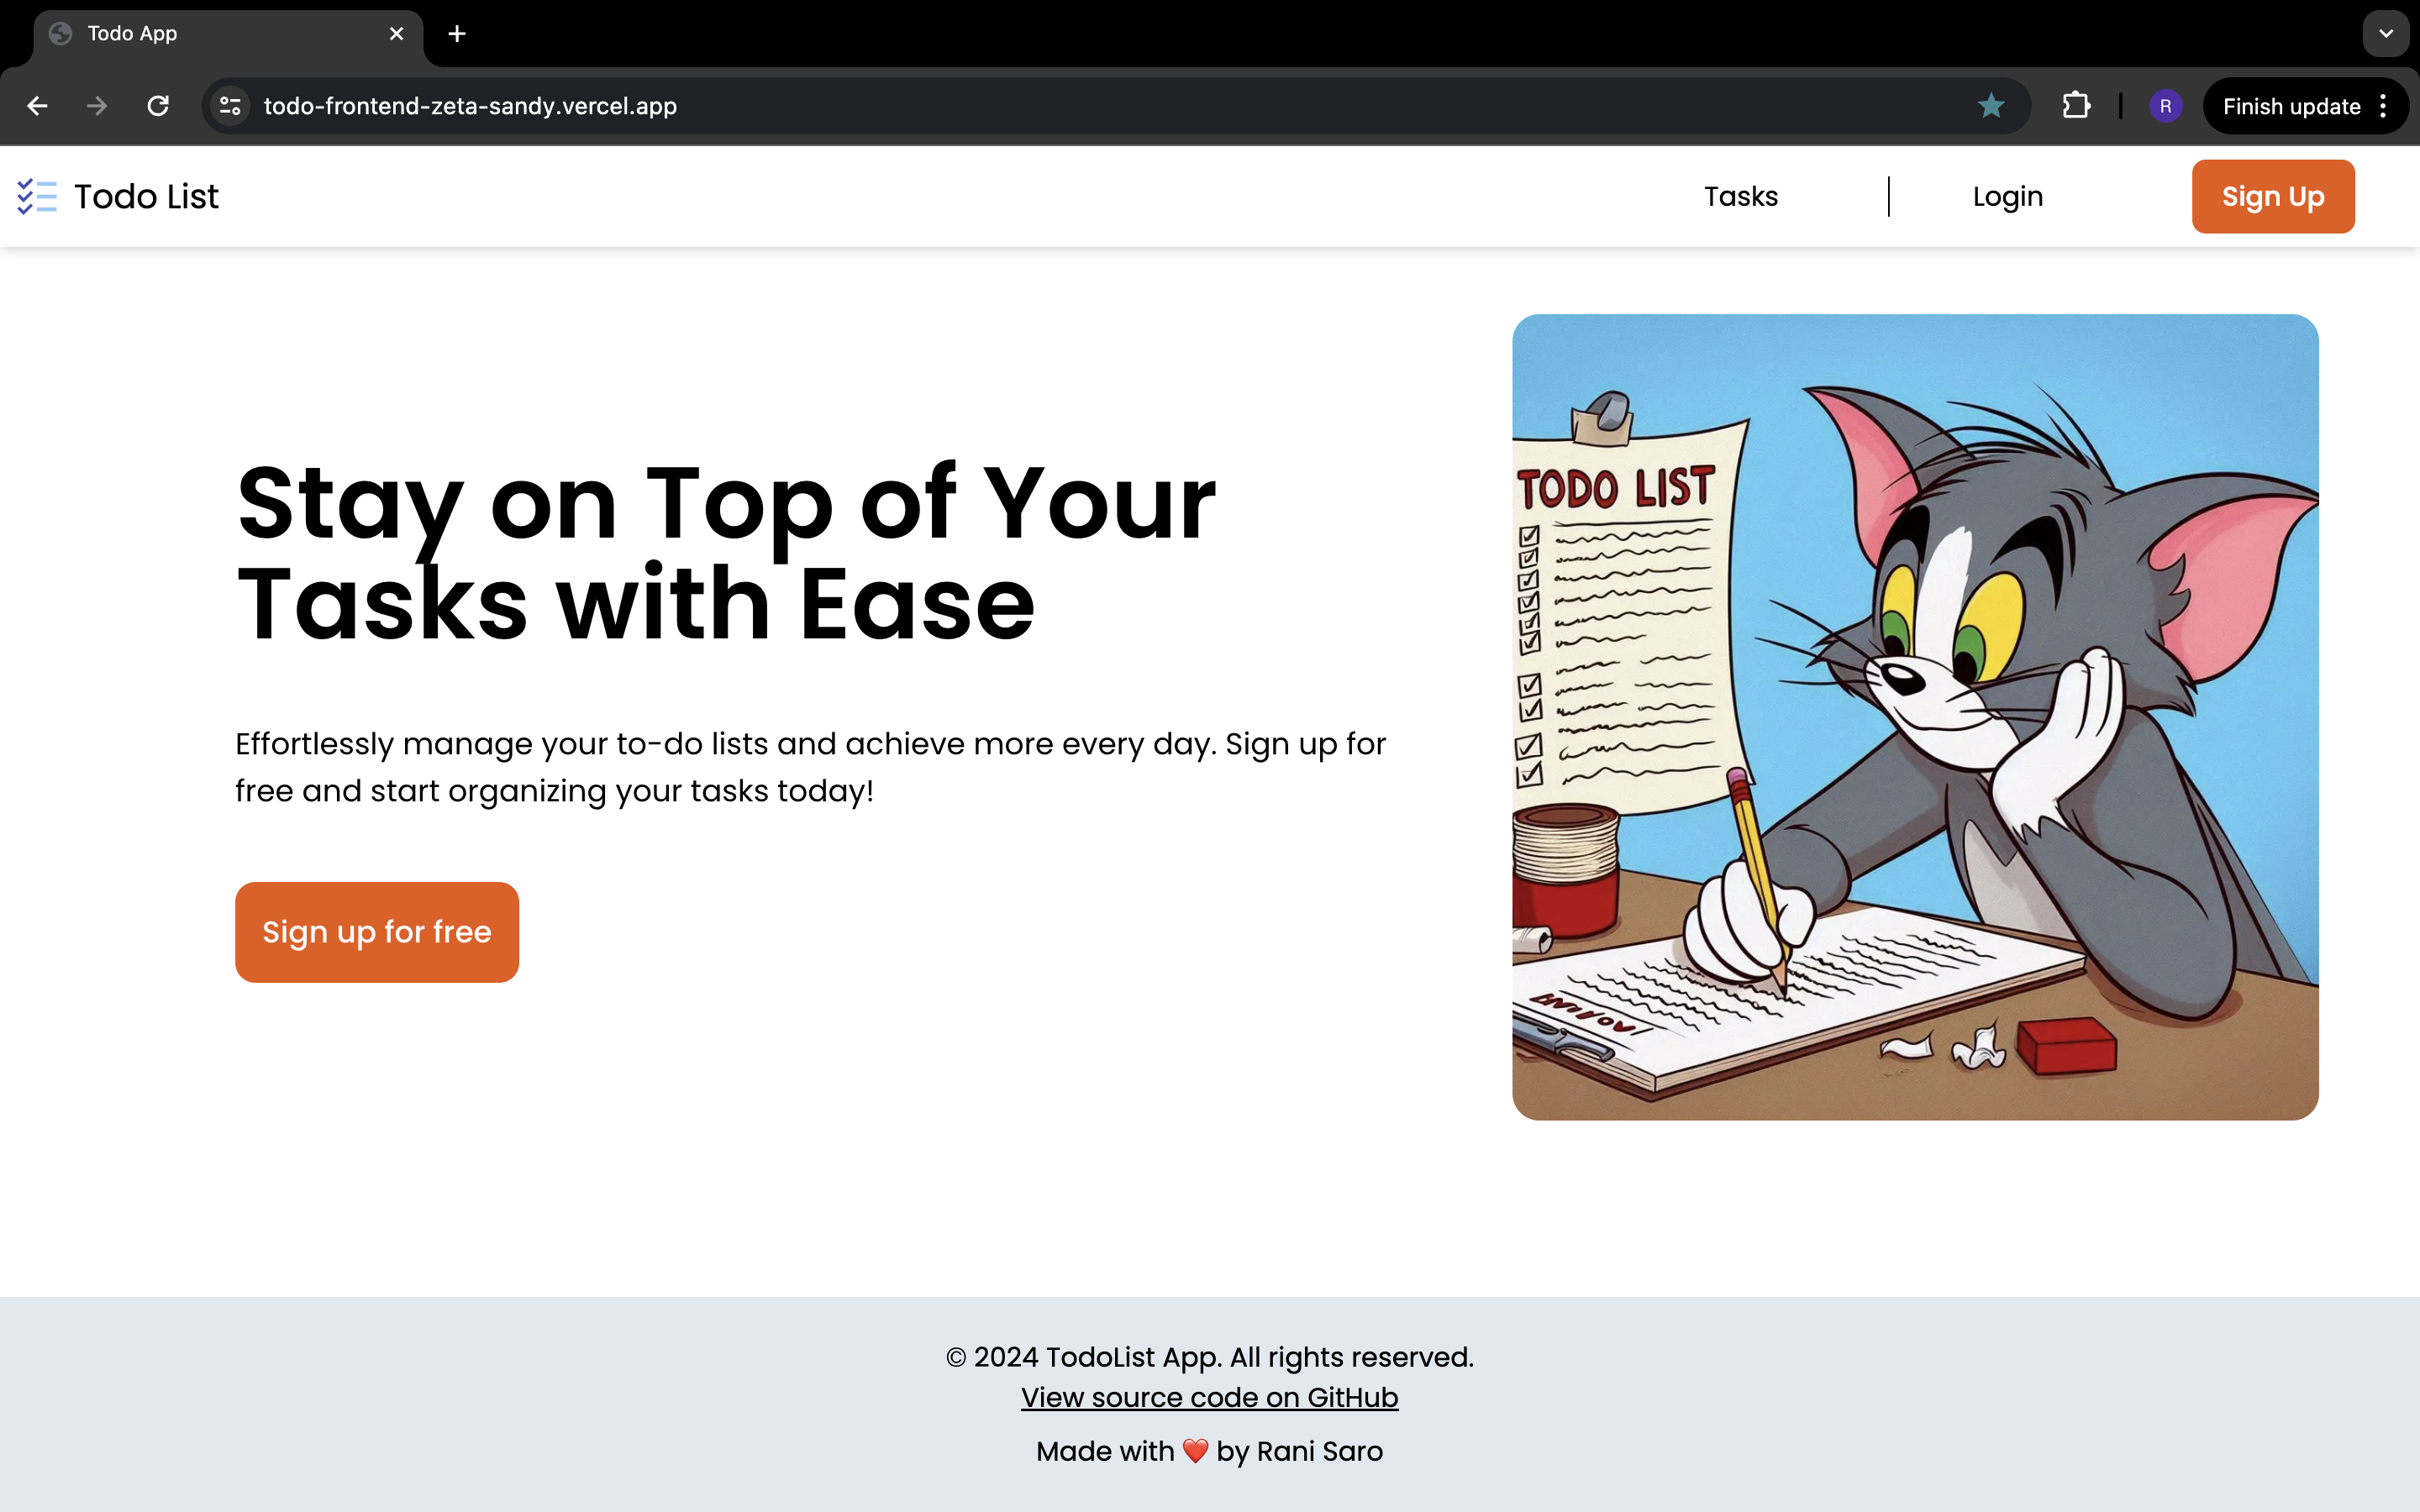 Todo App
todo-frontend-zeta-sandy.vercel.app
R
Finish update
Todo List
Tasks
Login
Sign Up
Stay on Top of Your
Tasks with Ease
Effortlessly manage your to-do lists and achieve more every day. Sign up for
free and start organizing your tasks today!
Sign up for free
TODO LIST
© 2024 TodoList App. All rights reserved.
View source code on GitHub
Made with ❤️ by Rani Saro